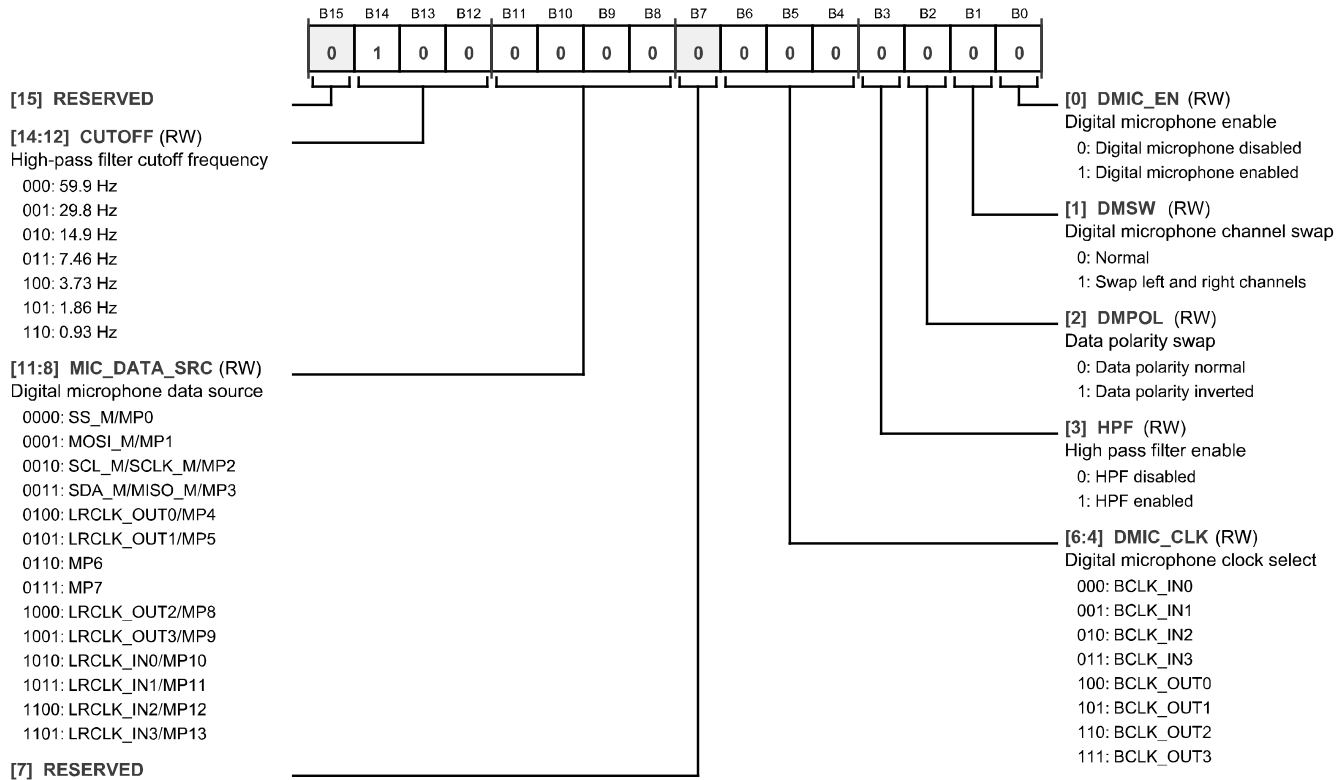 B15 B14 B13 B12 B11 B10 B9 B8 B7 B6 B5 B4 B3 B2 B1 B0
0 1 0 0 0 0 0 0 0 0 0 0 0 0 0 0
[15] RESERVED
[14:12] CUTOFF (RW)
High-pass filter cutoff frequency
000: 59.9 Hz
001: 29.8 Hz
010: 14.9 Hz
011: 7.46 Hz
100: 3.73 Hz
101: 1.86 Hz
110: 0.93 Hz
[11:8] MIC_DATA_SRC (RW)
Digital microphone data source
0000: SS_M/MP0
0001: MOSI_M/MP1
0010: SCL_M/SCLK_M/MP2
0011: SDA_M/MISO_M/MP3
0100: LRCLK_OUT0/MP4
0101: LRCLK_OUT1/MP5
0110: MP6
0111: MP7
1000: LRCLK_OUT2/MP8
1001: LRCLK_OUT3/MP9
1010: LRCLK_IN0/MP10
1011: LRCLK_IN1/MP11
1100: LRCLK_IN2/MP12
1101: LRCLK_IN3/MP13
[7] RESERVED
[0] DMIC_EN (RW)
Digital microphone enable
0: Digital microphone disabled
1: Digital microphone enabled
[1] DMSW (RW)
Digital microphone channel swap
0: Normal
1: Swap left and right channels
[2] DMPOL (RW)
Data polarity swap
0: Data polarity normal
1: Data polarity inverted
[3] HPF (RW)
High pass filter enable
0: HPF disabled
1: HPF enabled
[6:4] DMIC_CLK (RW)
Digital microphone clock select
000: BCLK_IN0
001: BCLK_IN1
010: BCLK_IN2
011: BCLK_IN3
100: BCLK_OUT0
101: BCLK_OUT1
110: BCLK_OUT2
111: BCLK_OUT3